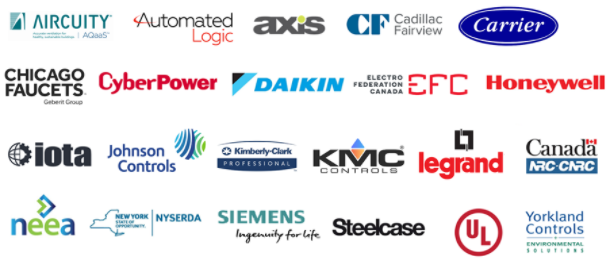 AIRCUITY
AQaaS
Automated
Logic
axis
CF Cadillac
Fairview
Carrier
CHICAGO
FAUCETS
Geberit Group
CyberPower
DAIKIN
ELECTRO
FEDERATION
CANADA
EFC
Honeywell
iota
Johnson
Controls
Kimberly-Clark
PROFESSIONAL
KMC
CONTROLS
legrand
Canada
NRC-CNRC
neea
NEW YORK
STATE OF
OPPORTUNITY.
NYSERDA
SIEMENS
Ingenuity for life
Steelcase
UL
Yorkland
Controls
ENVIRONMENTAL
SOLUTIONS